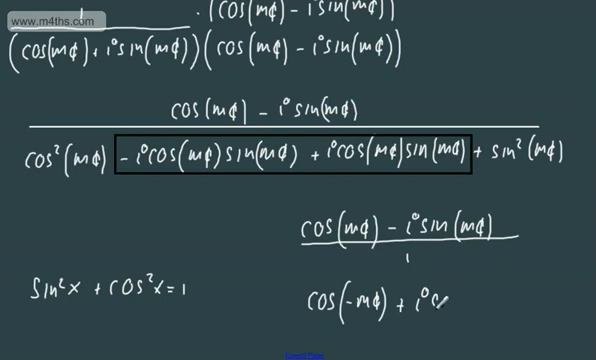 www.m4ths.com
1 . (cos(mϕ) - i sin(mϕ))
(cos(mϕ) + i sin(mϕ))(cos(mϕ) - i sin(mϕ))
cos(mϕ) - i sin(mϕ)
cos²(mϕ) - i cos(mϕ) sin(mϕ) + i cos(mϕ) sin(mϕ) + sin²(mϕ)
cos(mϕ) - i sin(mϕ)
1
sin²x + cos²x = 1
cos(-mϕ) + i